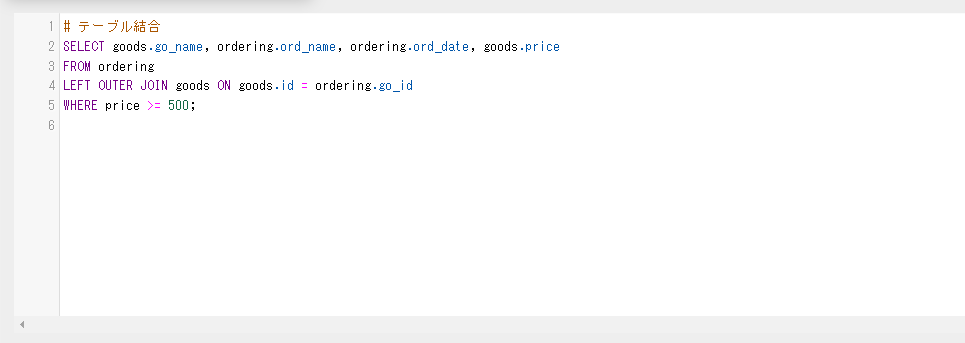 1 # テーブル結合
2 SELECT goods.go_name, ordering.ord_name, ordering.ord_date, goods.price
3 FROM ordering
4 LEFT OUTER JOIN goods ON goods.id = ordering.go_id
5 WHERE price >= 500;
6